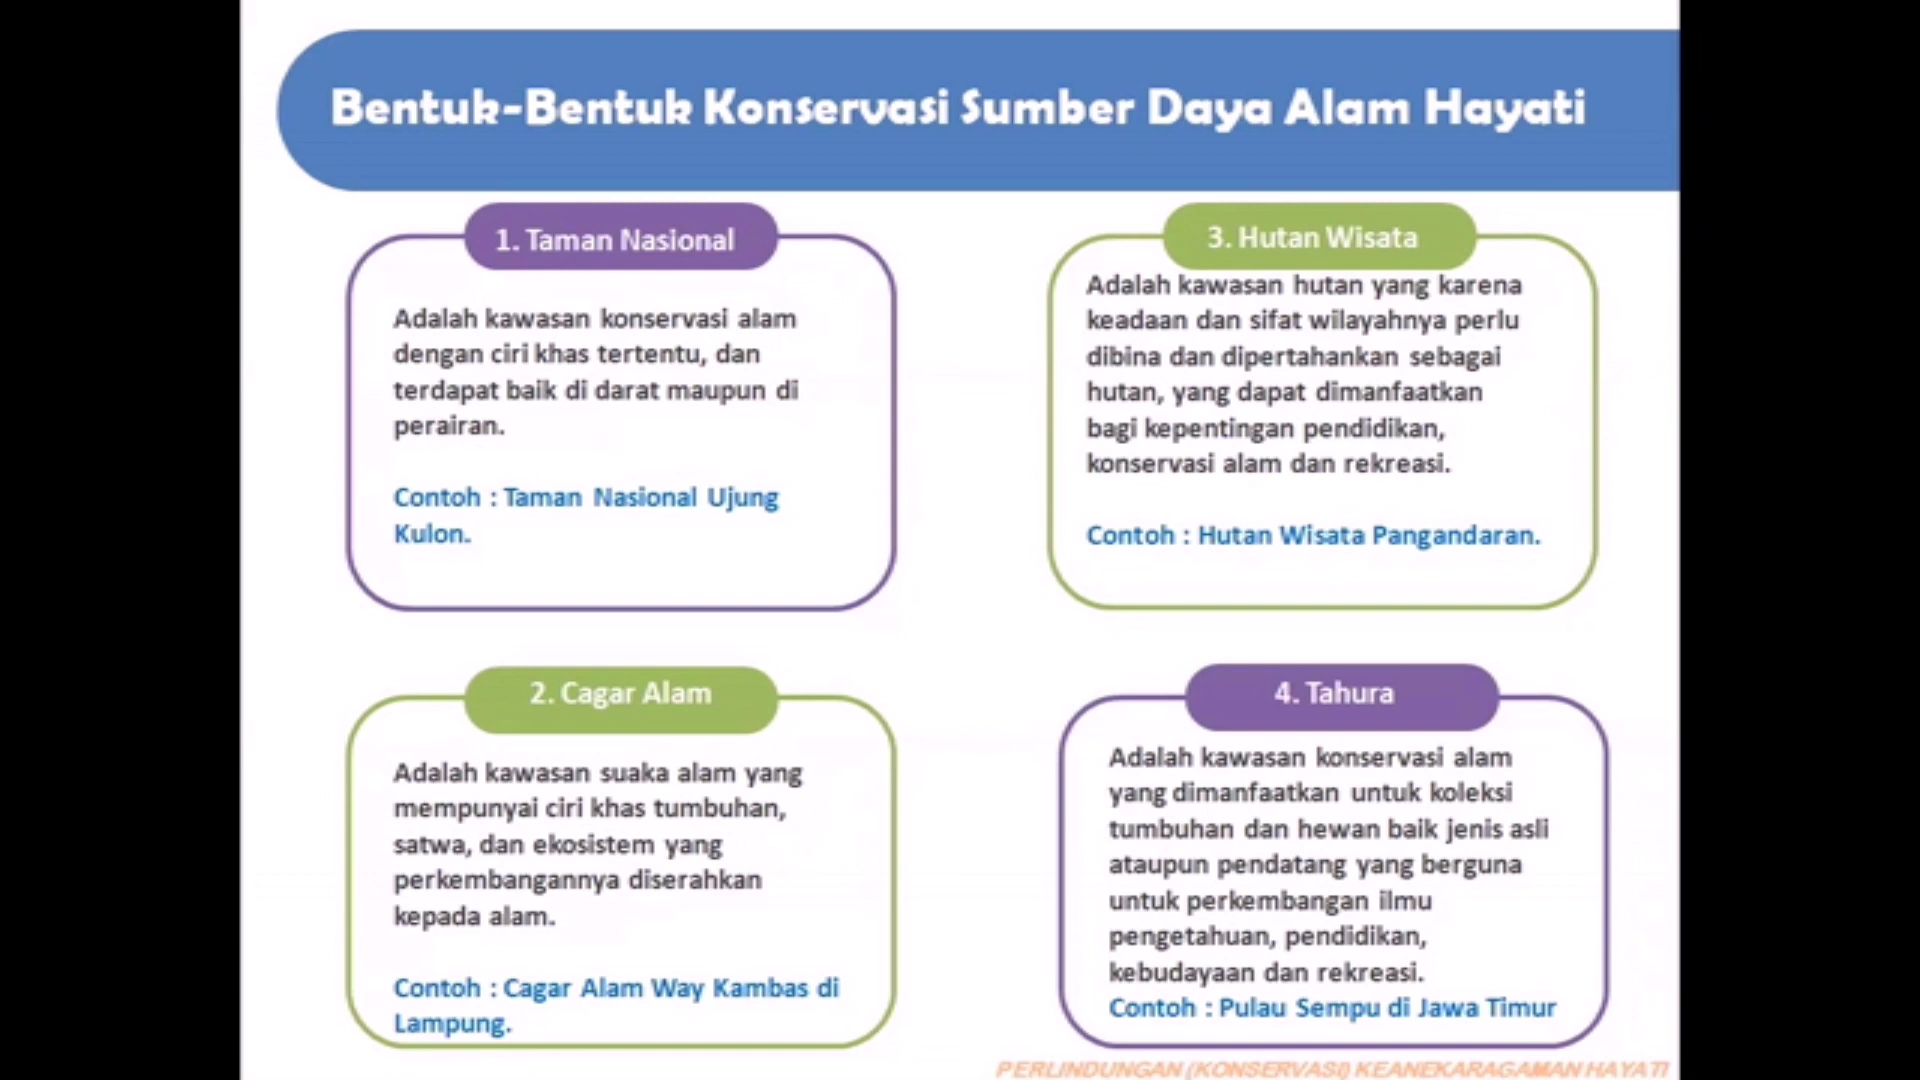 Bentuk-Bentuk Konservasi Sumber Daya Alam Hayati
1. Taman Nasional
Adalah kawasan konservasi alam
dengan ciri khas tertentu, dan
terdapat baik di darat maupun di
perairan.
Contoh : Taman Nasional Ujung
Kulon.
2. Cagar Alam
Adalah kawasan suaka alam yang
mempunyai ciri khas tumbuhan,
satwa, dan ekosistem yang
perkembangannya diserahkan
kepada alam.
Contoh : Cagar Alam Way Kambas di
Lampung.
3. Hutan Wisata
Adalah kawasan hutan yang karena
keadaan dan sifat wilayahnya perlu
dibina dan dipertahankan sebagai
hutan, yang dapat dimanfaatkan
bagi kepentingan pendidikan,
konservasi alam dan rekreasi.
Contoh : Hutan Wisata Pangandaran.
4. Tahura
Adalah kawasan konservasi alam
yang dimanfaatkan untuk koleksi
tumbuhan dan hewan baik jenis asli
ataupun pendatang yang berguna
untuk perkembangan ilmu
pengetahuan, pendidikan,
kebudayaan dan rekreasi.
Contoh : Pulau Sempu di Jawa Timur
PERLINDUNGAN (KONSERVASI) KEANEKARAGAMAN HAYATI